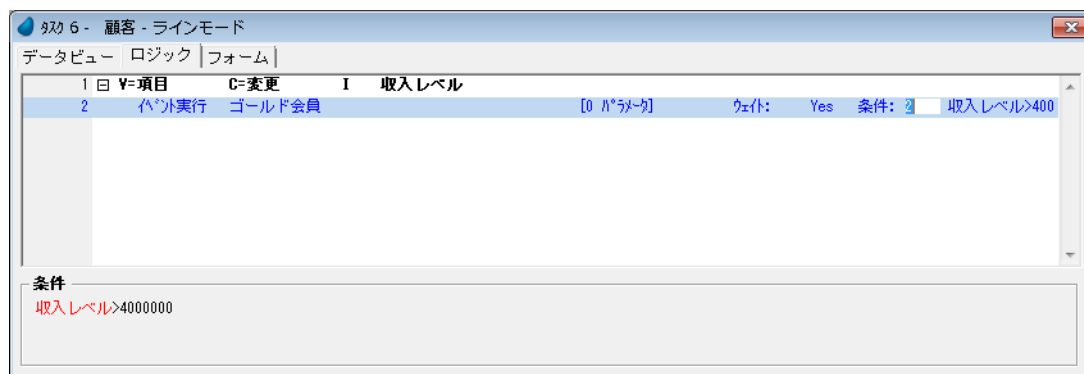 ﾀｽｸ 6 - 顧客 - ラインモード
データビュー ロジック フォーム
1 V=項目 C=変更 I 収入レベル
2 ｲﾍﾞﾝﾄ実行 ゴールド会員 [0 ﾊﾟﾗﾒｰﾀ] ｳｪｲﾄ: Yes 条件: 2 収入レベル>400
条件
収入レベル>4000000